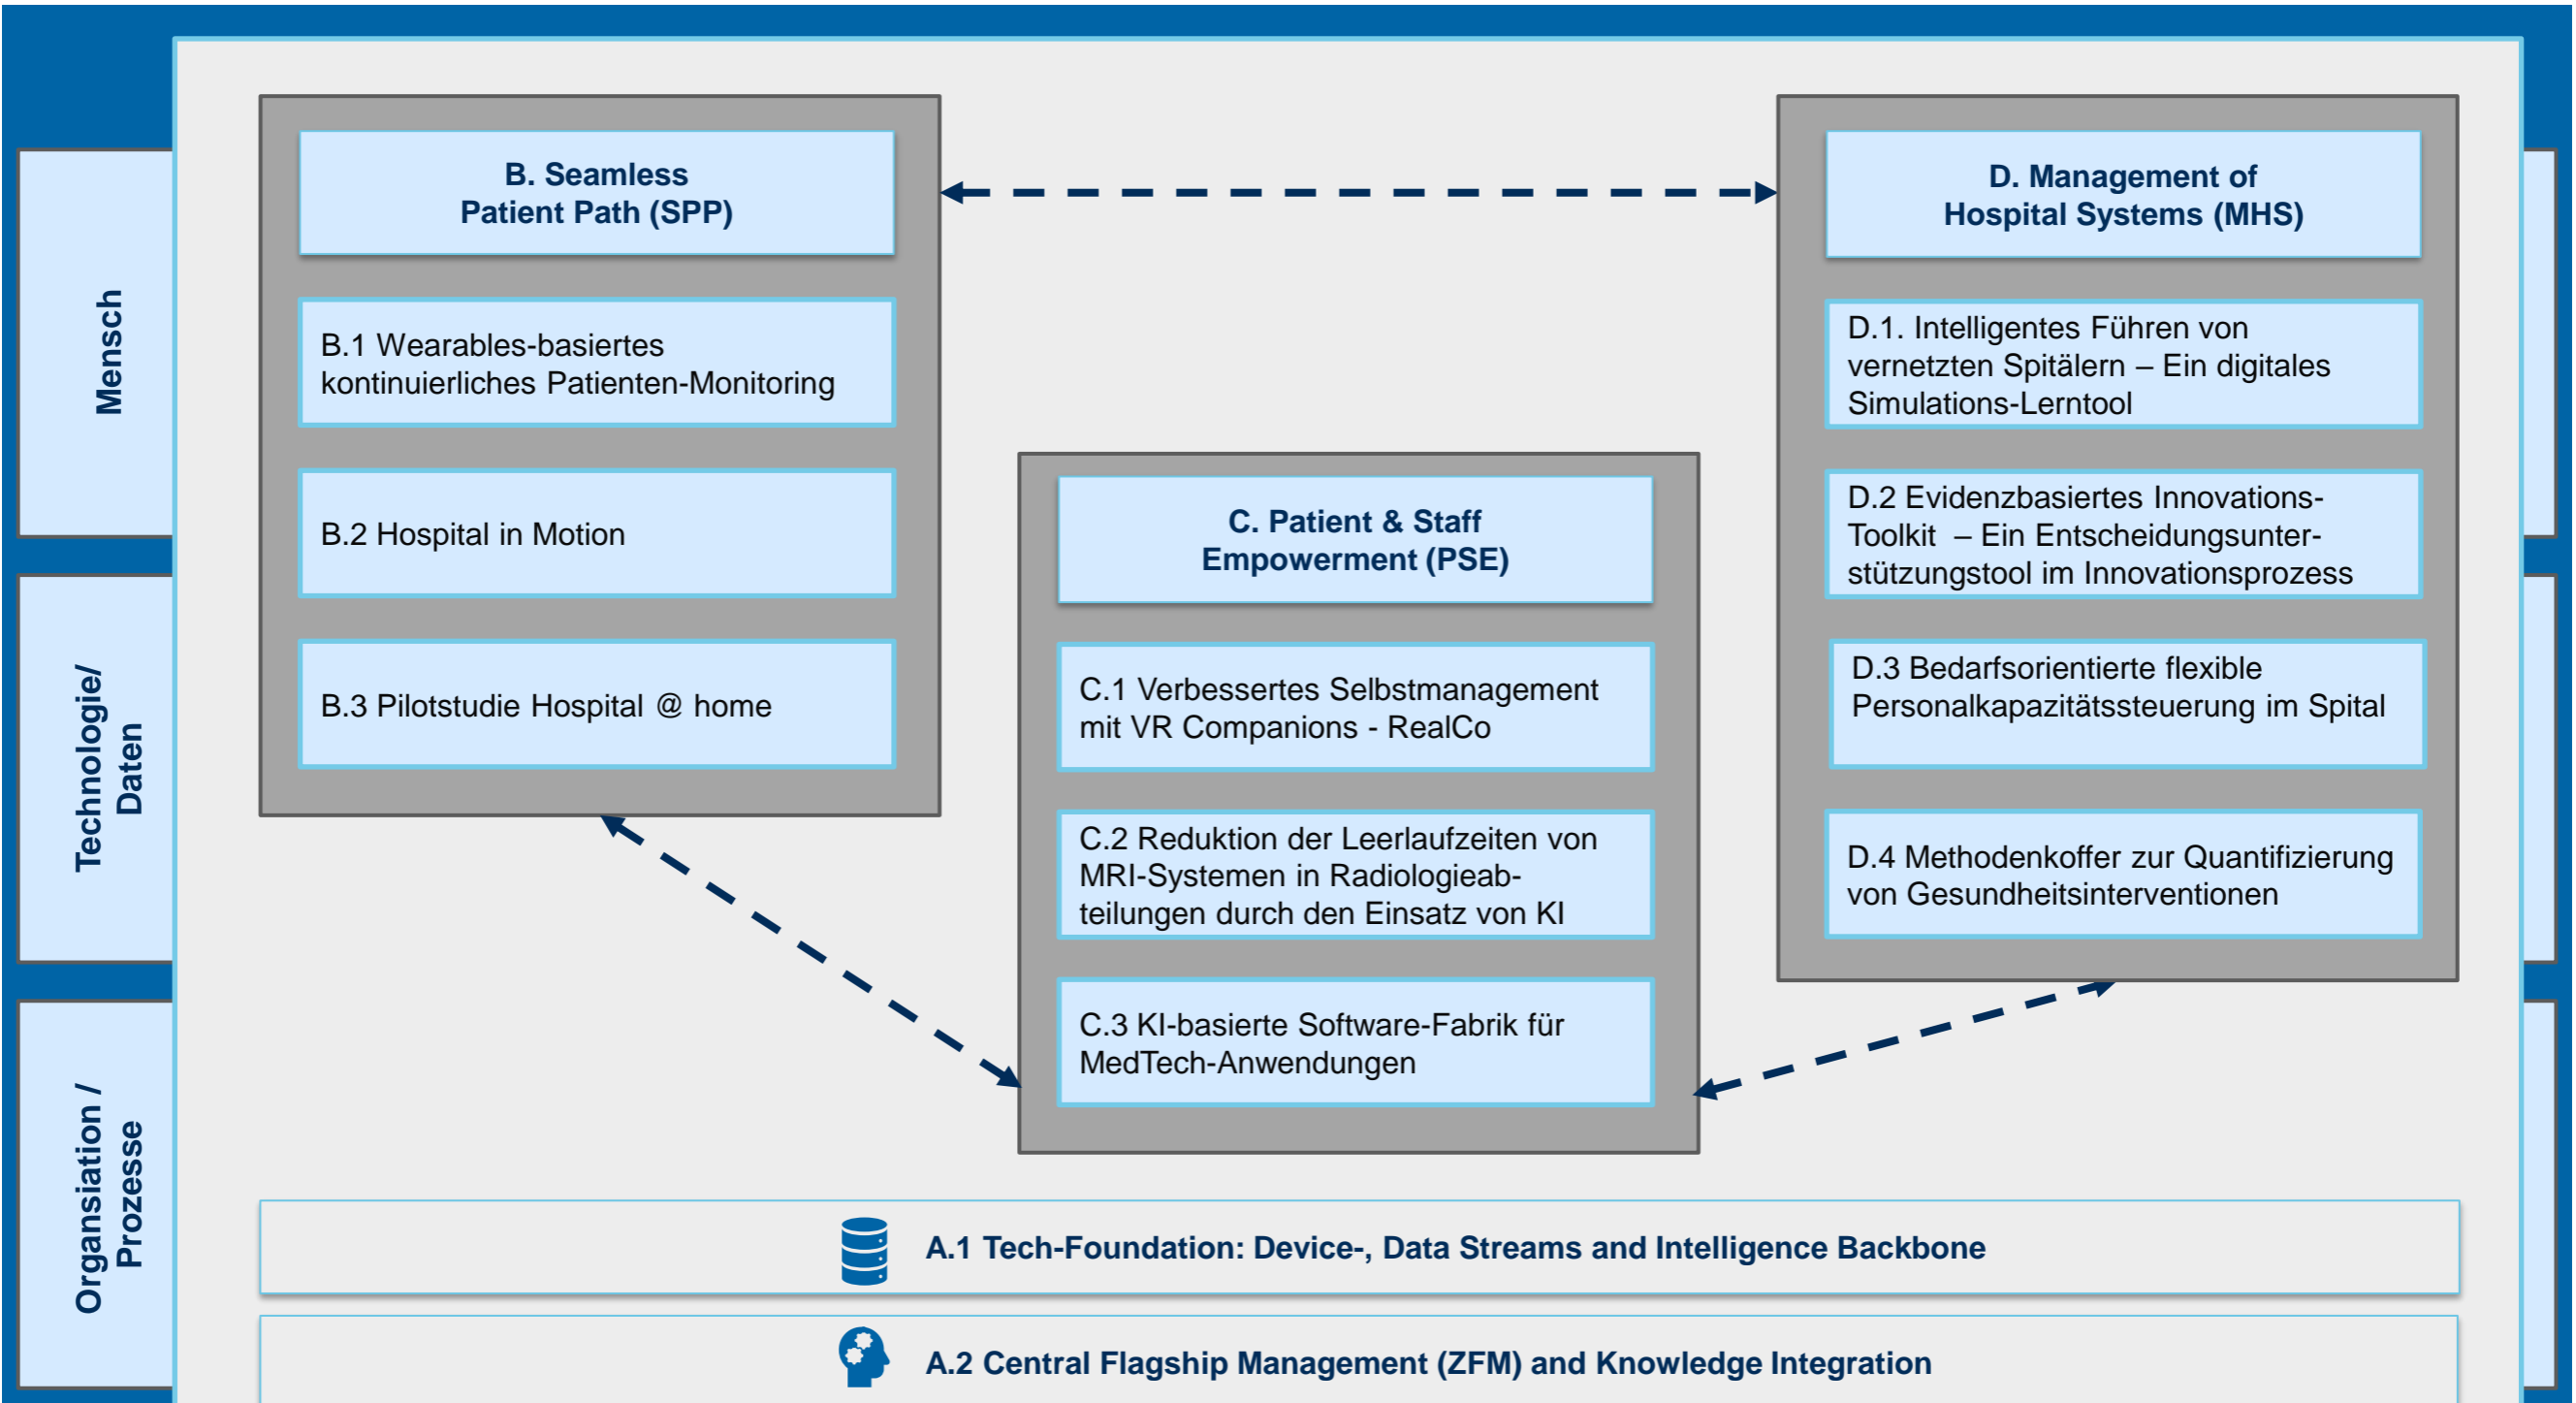 Mensch
Technologie/
Daten
Organsiation /
Prozesse
B. Seamless
Patient Path (SPP)
B.1 Wearables-basiertes
kontinuierliches Patienten-Monitoring
B.2 Hospital in Motion
B.3 Pilotstudie Hospital @ home
C. Patient & Staff
Empowerment (PSE)
C.1 Verbessertes Selbstmanagement
mit VR Companions - RealCo
C.2 Reduktion der Leerlaufzeiten von
MRI-Systemen in Radiologieab-
teilungen durch den Einsatz von KI
C.3 KI-basierte Software-Fabrik für
MedTech-Anwendungen
D. Management of
Hospital Systems (MHS)
D.1. Intelligentes Führen von
vernetzten Spitälern – Ein digitales
Simulations-Lerntool
D.2 Evidenzbasiertes Innovations-
Toolkit – Ein Entscheidungsunter-
stützungstool im Innovationsprozess
D.3 Bedarfsorientierte flexible
Personalkapazitätssteuerung im Spital
D.4 Methodenkoffer zur Quantifizierung
von Gesundheitsinterventionen
A.1 Tech-Foundation: Device-, Data Streams and Intelligence Backbone
A.2 Central Flagship Management (ZFM) and Knowledge Integration